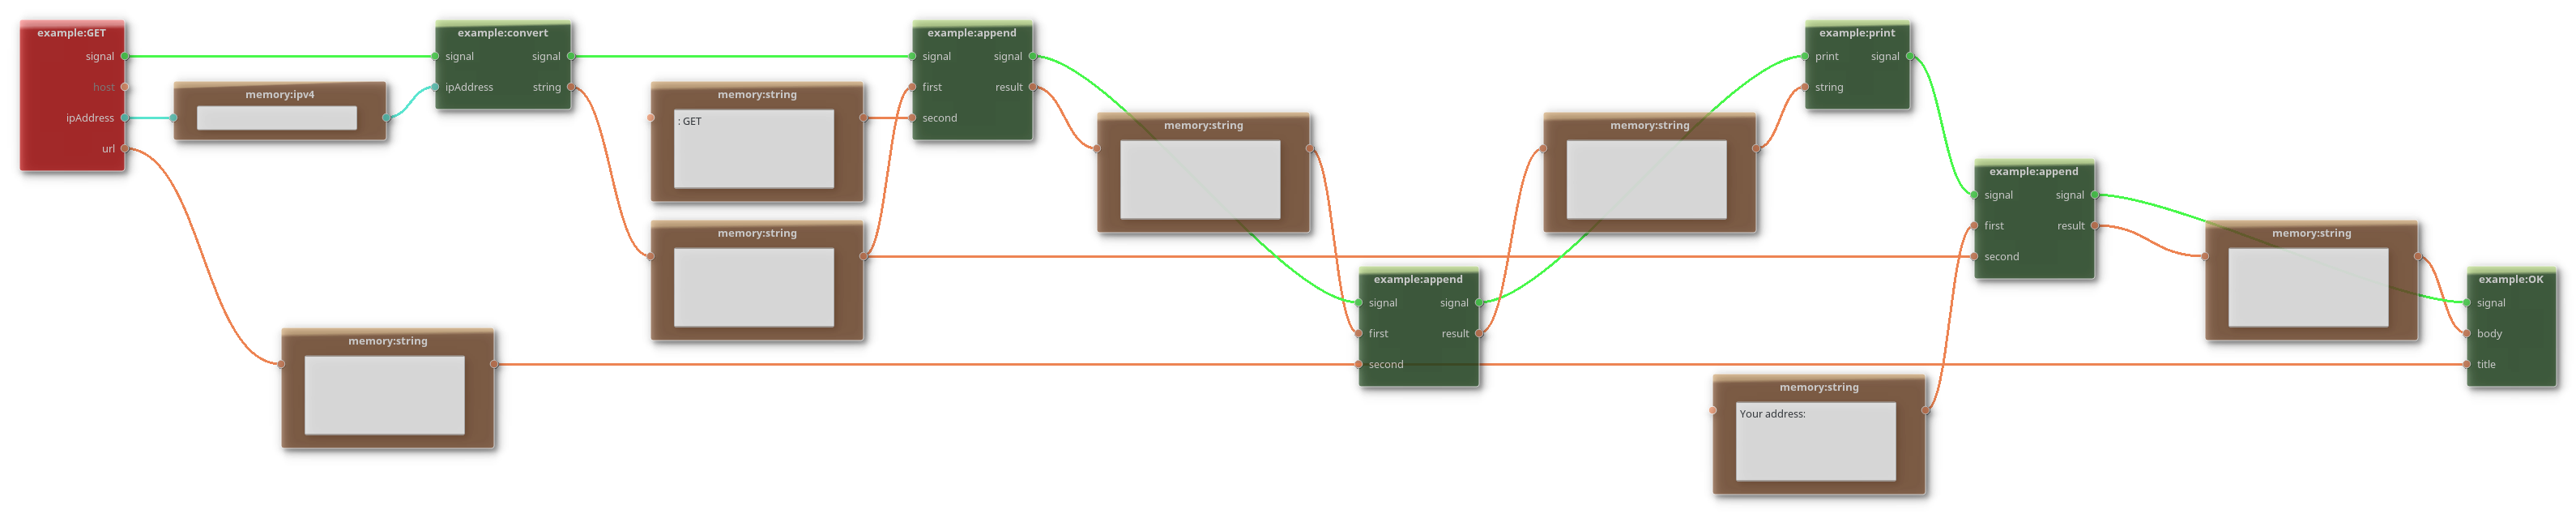 example:GET
signal
host
ipAddress
url
memory:ipv4
example:convert
signal signal
ipAddress string
memory:string
: GET
memory:string
memory:string
example:append
signal signal
first result
second
memory:string
example:append
signal signal
first result
second
memory:string
example:print
print signal
string
memory:string
Your address:
example:append
signal signal
first result
second
memory:string
example:OK
signal
body
title